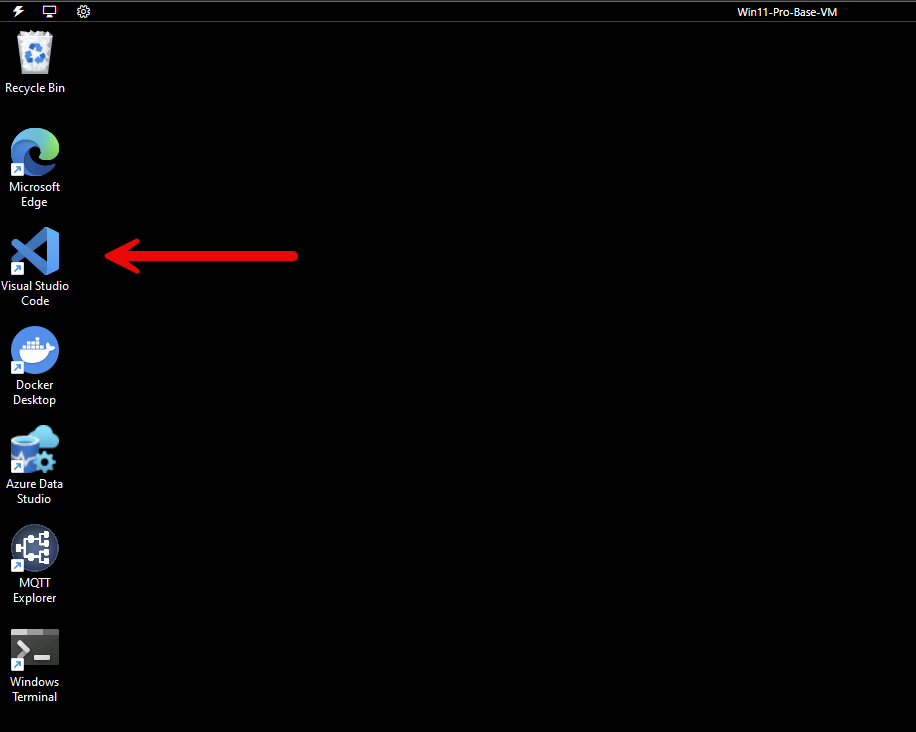 Win11-Pro-Base-VM
Recycle Bin
Microsoft
Edge
Visual Studio
Code
Docker
Desktop
Azure Data
Studio
MQTT
Explorer
Windows
Terminal